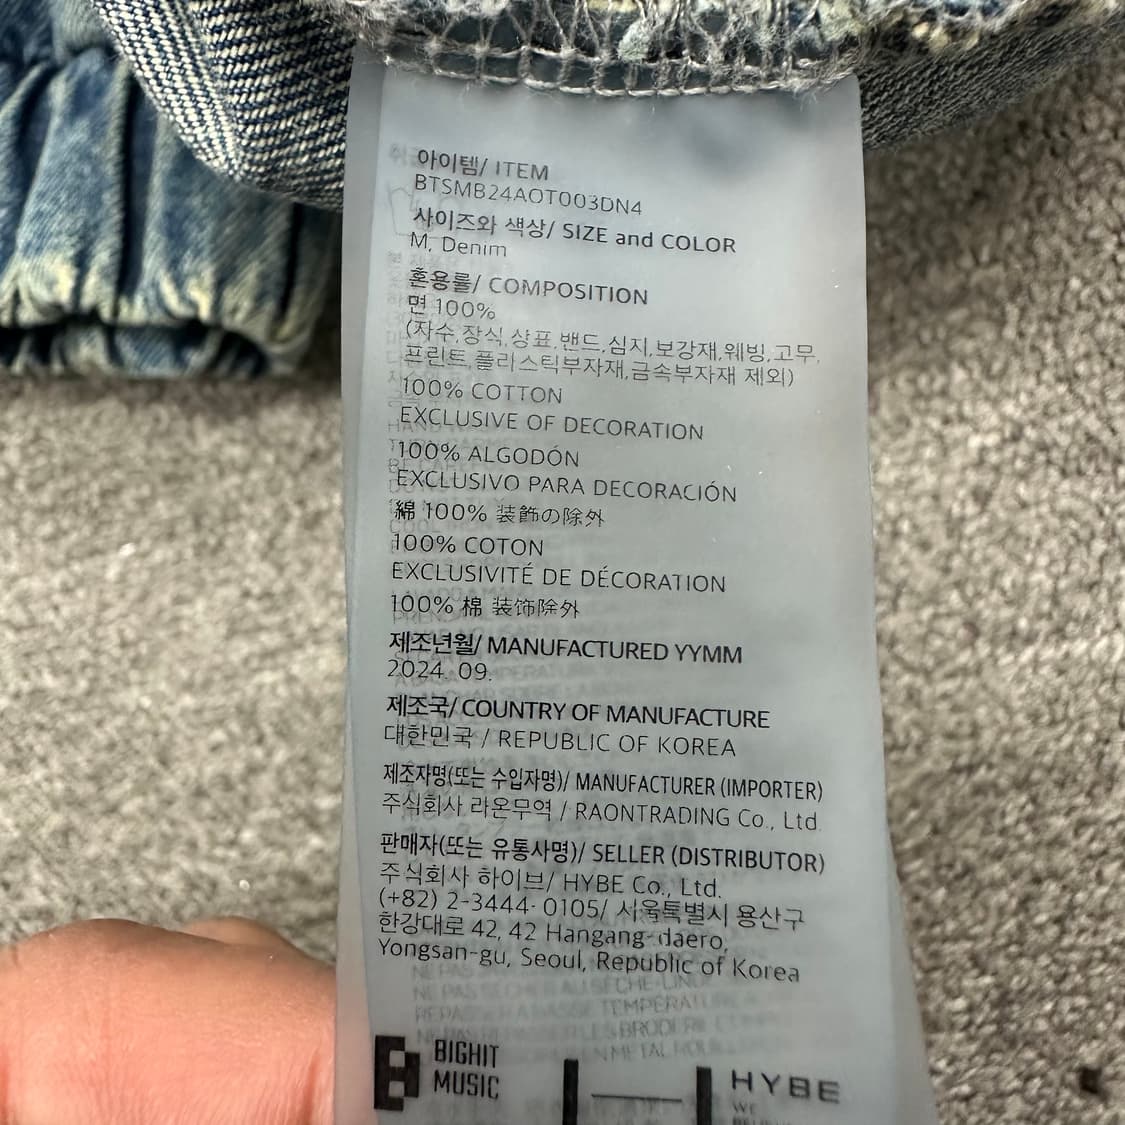 아이템/ ITEM
BTSMB24AOT003DN4
사이즈와 색상/ SIZE and COLOR
M, Denim
혼용률/ COMPOSITION
면 100%
(자수,장식,상표,밴드,심지,보강재,웨빙,고무,
프린트,플라스틱부자재,금속부자재 제외)
100% COTTON
EXCLUSIVE OF DECORATION
100% ALGODÓN
EXCLUSIVO PARA DECORACIÓN
綿 100% 装飾の除外
100% COTON
EXCLUSIVITÉ DE DÉCORATION
100% 棉 装饰除外
제조년월/ MANUFACTURED YYMM
2024. 09.
제조국/ COUNTRY OF MANUFACTURE
대한민국 / REPUBLIC OF KOREA
제조자명(또는 수입자명)/ MANUFACTURER (IMPORTER)
주식회사 라온무역 / RAONTRADING Co., Ltd.
판매자(또는 유통사명)/ SELLER (DISTRIBUTOR)
주식회사 하이브/ HYBE Co., Ltd.
(+82) 2-3444- 0105/ 서울특별시 용산구
한강대로 42, 42 Hangang-daero,
Yongsan-gu, Seoul, Republic of Korea
BIGHIT
MUSIC
HYBE
WE